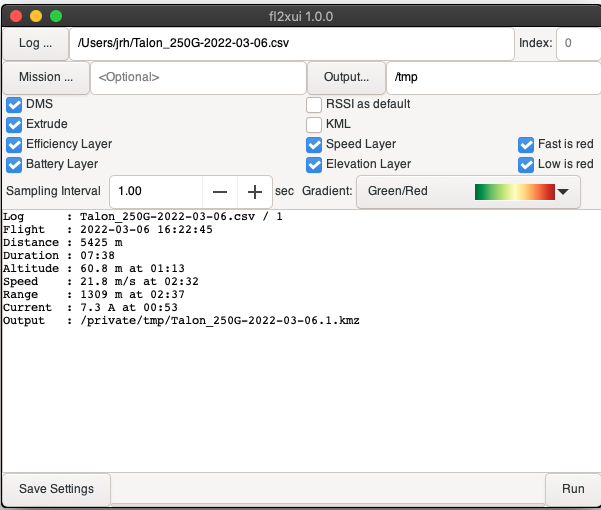 fl2xui 1.0.0
Log ... /Users/jrh/Talon_250G-2022-03-06.csv Index: 0
Mission ... <Optional> Output... /tmp
DMS RSSI as default
Extrude KML
Efficiency Layer Speed Layer Fast is red
Battery Layer Elevation Layer Low is red
Sampling Interval 1.00 — + sec Gradient: Green/Red
Log : Talon_250G-2022-03-06.csv / 1
Flight : 2022-03-06 16:22:45
Distance : 5425 m
Duration : 07:38
Altitude : 60.8 m at 01:13
Speed : 21.8 m/s at 02:32
Range : 1309 m at 02:37
Current : 7.3 A at 00:53
Output : /private/tmp/Talon_250G-2022-03-06.1.kmz
Save Settings Run